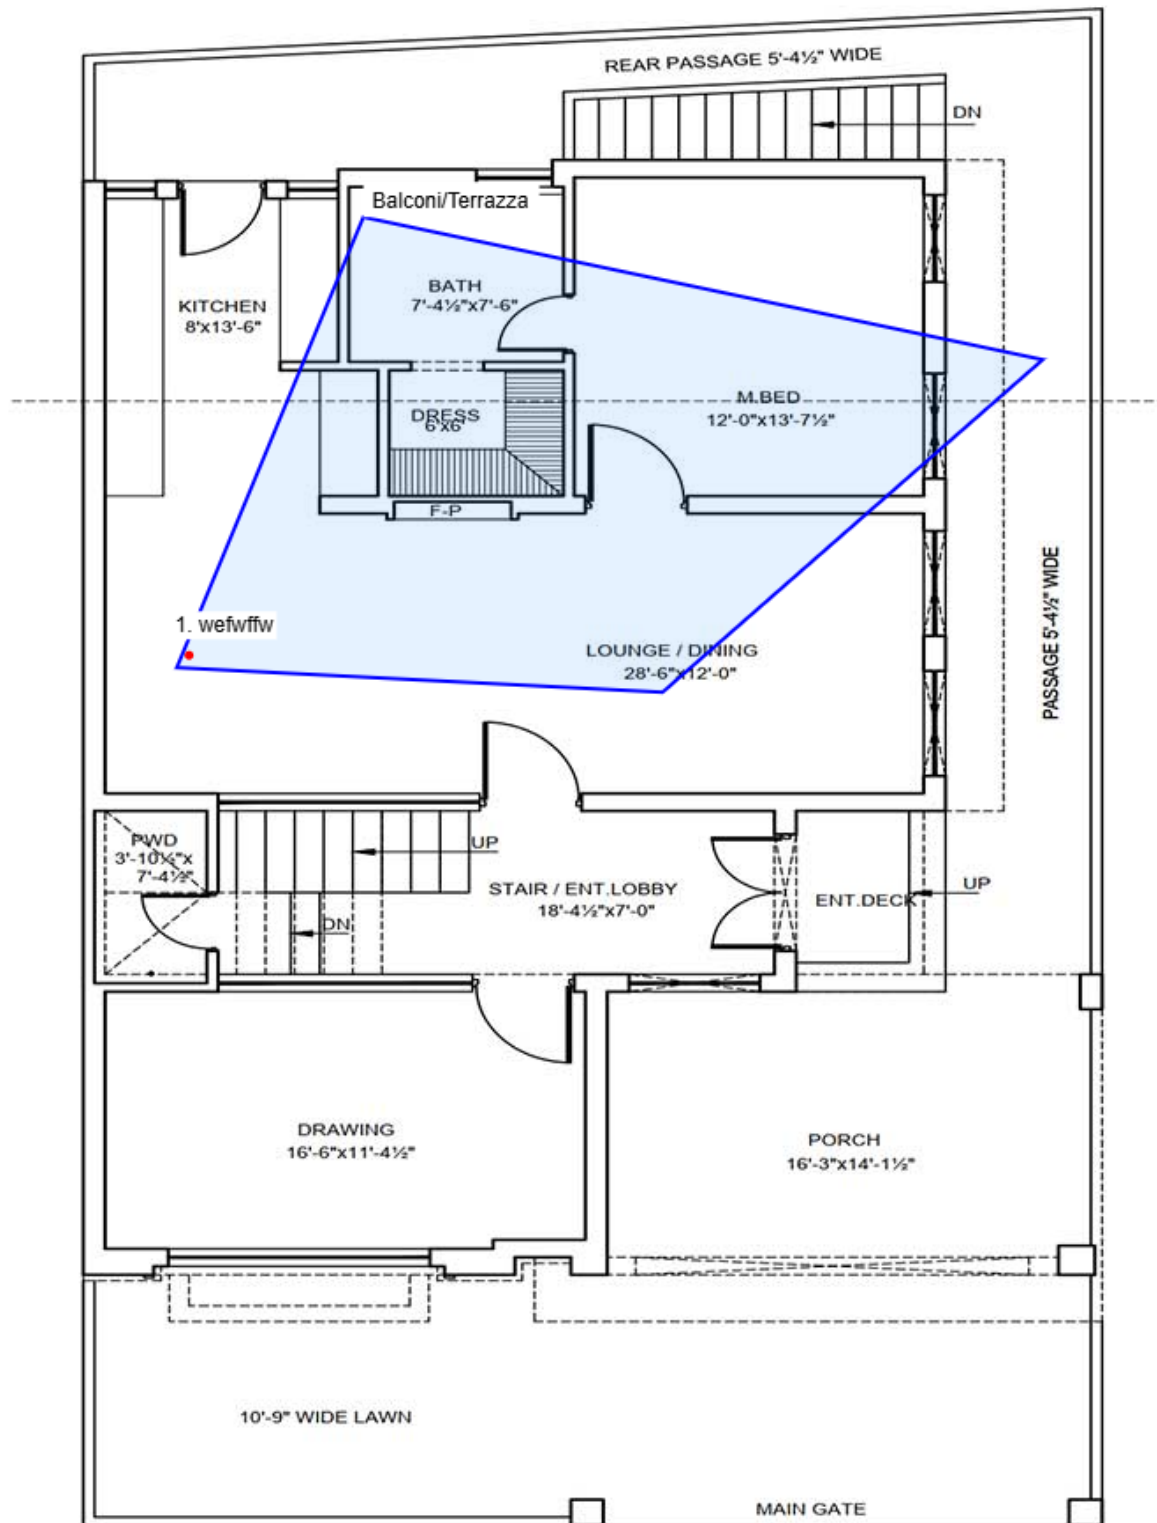 REAR PASSAGE 5'-4½" WIDE
DN
Balconi/Terrazza
BATH
7'-4½"x7'-6"
KITCHEN
8'x13'-6"
M.BED
12'-0"x13'-7½"
DRESS
6'x6'
F-P
1. wefwffw
LOUNGE / DINING
28'-6"x12'-0"
PASSAGE 5'-4½" WIDE
PWD
3'-10½"x
7'-4½"
UP
STAIR / ENT.LOBBY
18'-4½"x7'-0"
DN
ENT.DECK
UP
DRAWING
16'-6"x11'-4½"
PORCH
16'-3"x14'-1½"
10'-9" WIDE LAWN
MAIN GATE